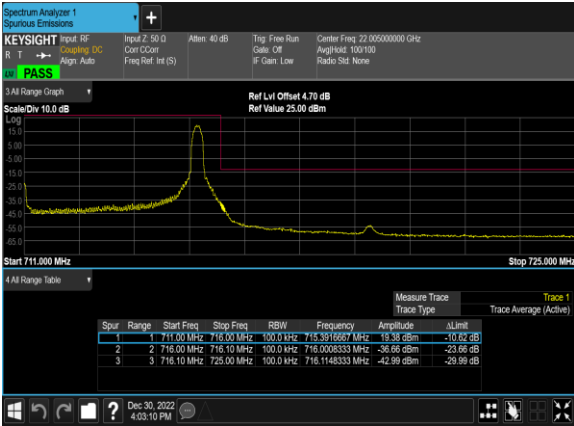 Spectrum Analyzer 1
Spurious Emissions
+
KEYSIGHT Input: RF
R T Coupling: DC
Align: Auto
LM PASS
Input Z: 50 Ω
Corr CCorr
Freq Ref: Int (S)
Atten: 40 dB
Trig: Free Run
Gate: Off
IF Gain: Low
Center Freq: 22.005000000 GHz
Avg|Hold: 100/100
Radio Std: None
3 All Range Graph
Scale/Div 10.0 dB
Ref Lvl Offset 4.70 dB
Ref Value 25.00 dBm
Log
15.0
5.00
-5.00
-15.0
-25.0
-35.0
-45.0
-55.0
-65.0
Start 711.000 MHz Stop 725.000 MHz
4 All Range Table
Measure Trace Trace 1
Trace Type Trace Average (Active)
Spur Range Start Freq Stop Freq RBW Frequency Amplitude ΔLimit
1 1 711.00 MHz 716.00 MHz 100.0 kHz 715.3916667 MHz 19.38 dBm -10.62 dB
2 2 716.00 MHz 716.10 MHz 100.0 kHz 716.0008333 MHz -36.66 dBm -23.66 dB
3 3 716.10 MHz 725.00 MHz 100.0 kHz 716.1148333 MHz -42.99 dBm -29.99 dB
? Dec 30, 2022
4:03:10 PM